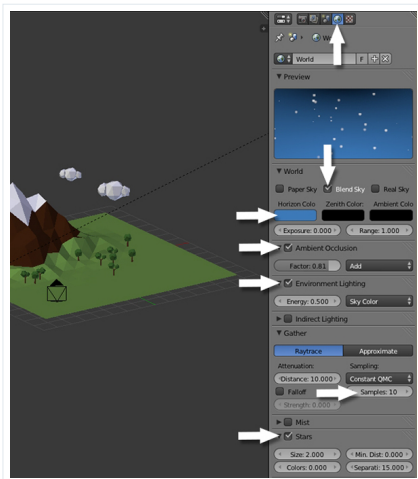 World
F
Preview
World
Paper Sky Blend Sky Real Sky
Horizon Colo Zenith Color: Ambient Colo
Exposure: 0.000 Range: 1.000
Ambient Occlusion
Factor: 0.81 Add
Environment Lighting
Energy: 0.500 Sky Color
Indirect Lighting
Gather
Raytrace Approximate
Attenuation: Sampling:
Distance: 10.000 Constant QMC
Falloff Samples: 10
Strength: 0.000
Mist
Stars
Size: 2.000 Min. Dist: 0.000
Colors: 0.000 Separati: 15.000